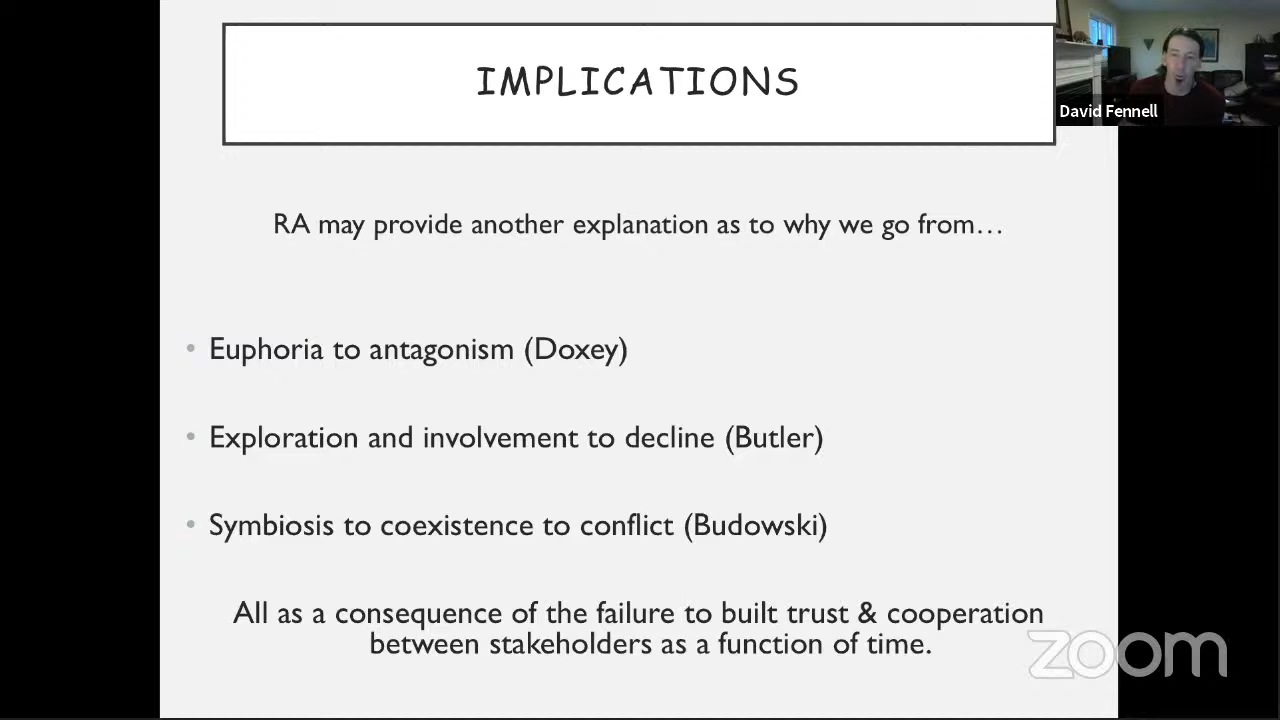 IMPLICATIONS
David Fennell
RA may provide another explanation as to why we go from…
• Euphoria to antagonism (Doxey)
• Exploration and involvement to decline (Butler)
• Symbiosis to coexistence to conflict (Budowski)
All as a consequence of the failure to built trust & cooperation
between stakeholders as a function of time.
zoom